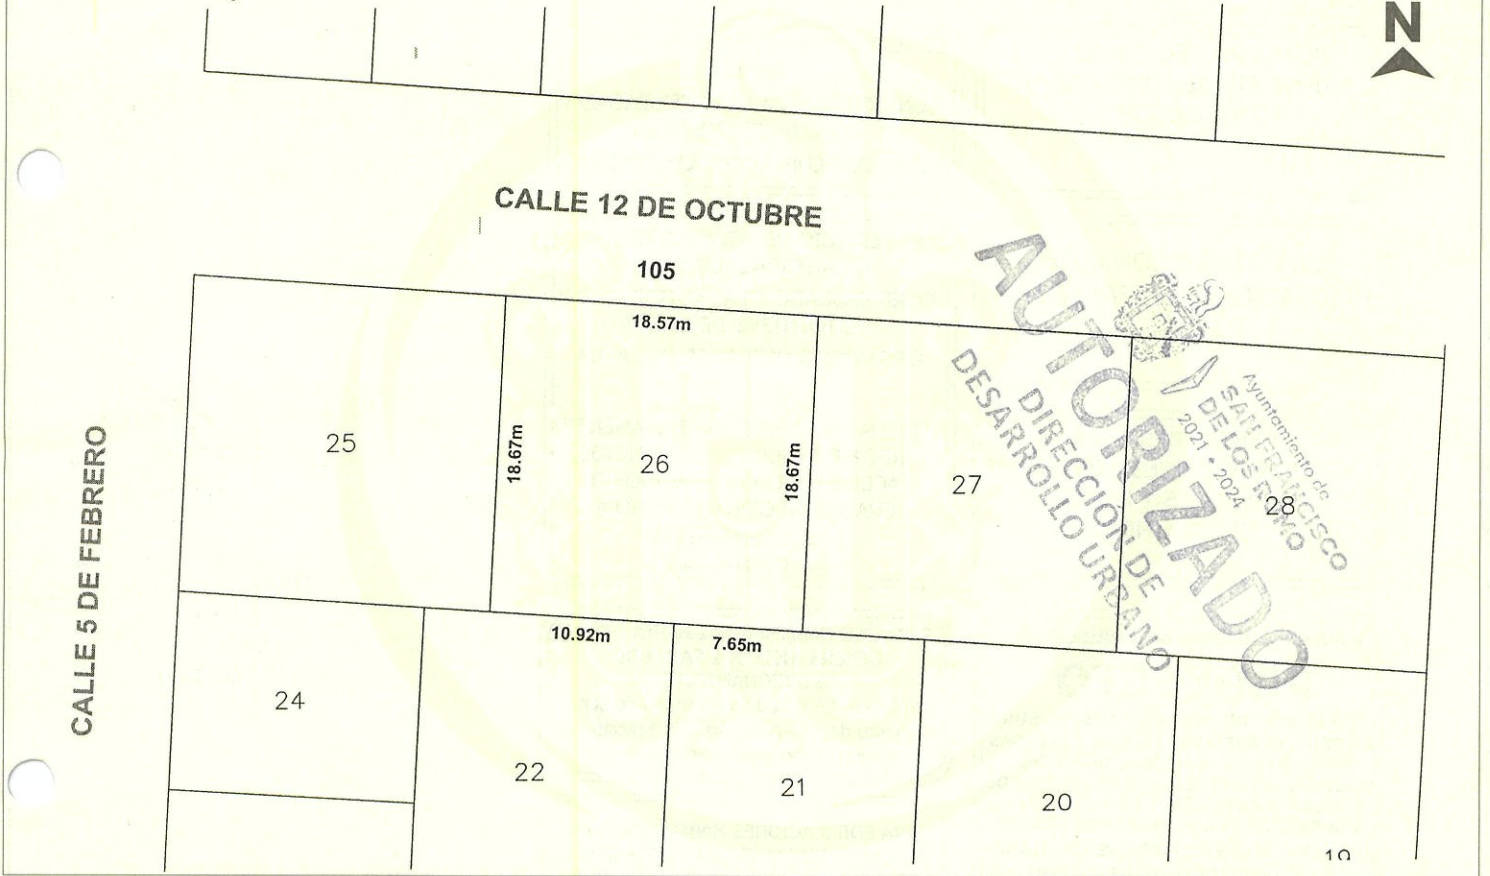 N
CALLE 12 DE OCTUBRE
105
18.57m
25
18.67m
26
18.67m
27
28
AUTORIZADO
DIRECCIÓN DE
DESARROLLO URBANO
Ayuntamiento de
SAN FRANCISCO
DE LOS ROMO
2021 • 2024
CALLE 5 DE FEBRERO
10.92m
7.65m
24
22
21
20